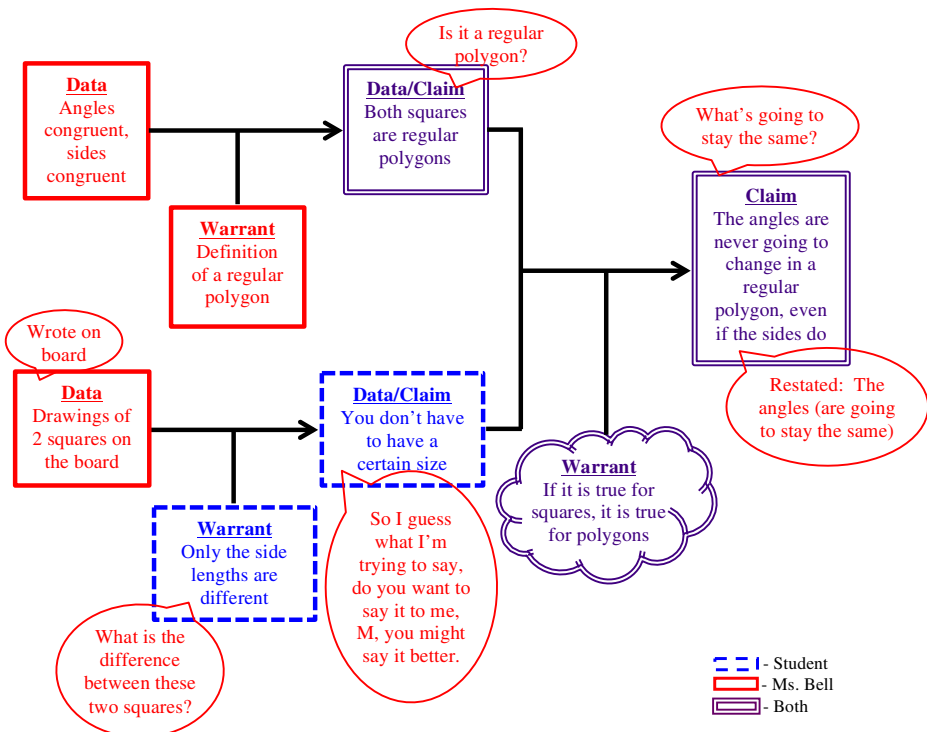 Is it a regular
polygon?
Data
Angles
congruent,
sides
congruent
Data/Claim
Both squares
are regular
polygons
What's going to
stay the same?
Warrant
Definition
of a regular
polygon
Claim
The angles are
never going to
change in a
regular
polygon, even
if the sides do
Wrote on
board
Data
Drawings of
2 squares on
the board
Data/Claim
You don't have
to have a
certain size
Restated:  The
angles (are going
to stay the same)
Warrant
If it is true for
squares, it is true
for polygons
Warrant
Only the side
lengths are
different
So I guess
what I'm
trying to say,
do you want to
say it to me,
M, you might
say it better.
What is the
difference
between these
two squares?
- Student
- Ms. Bell
- Both